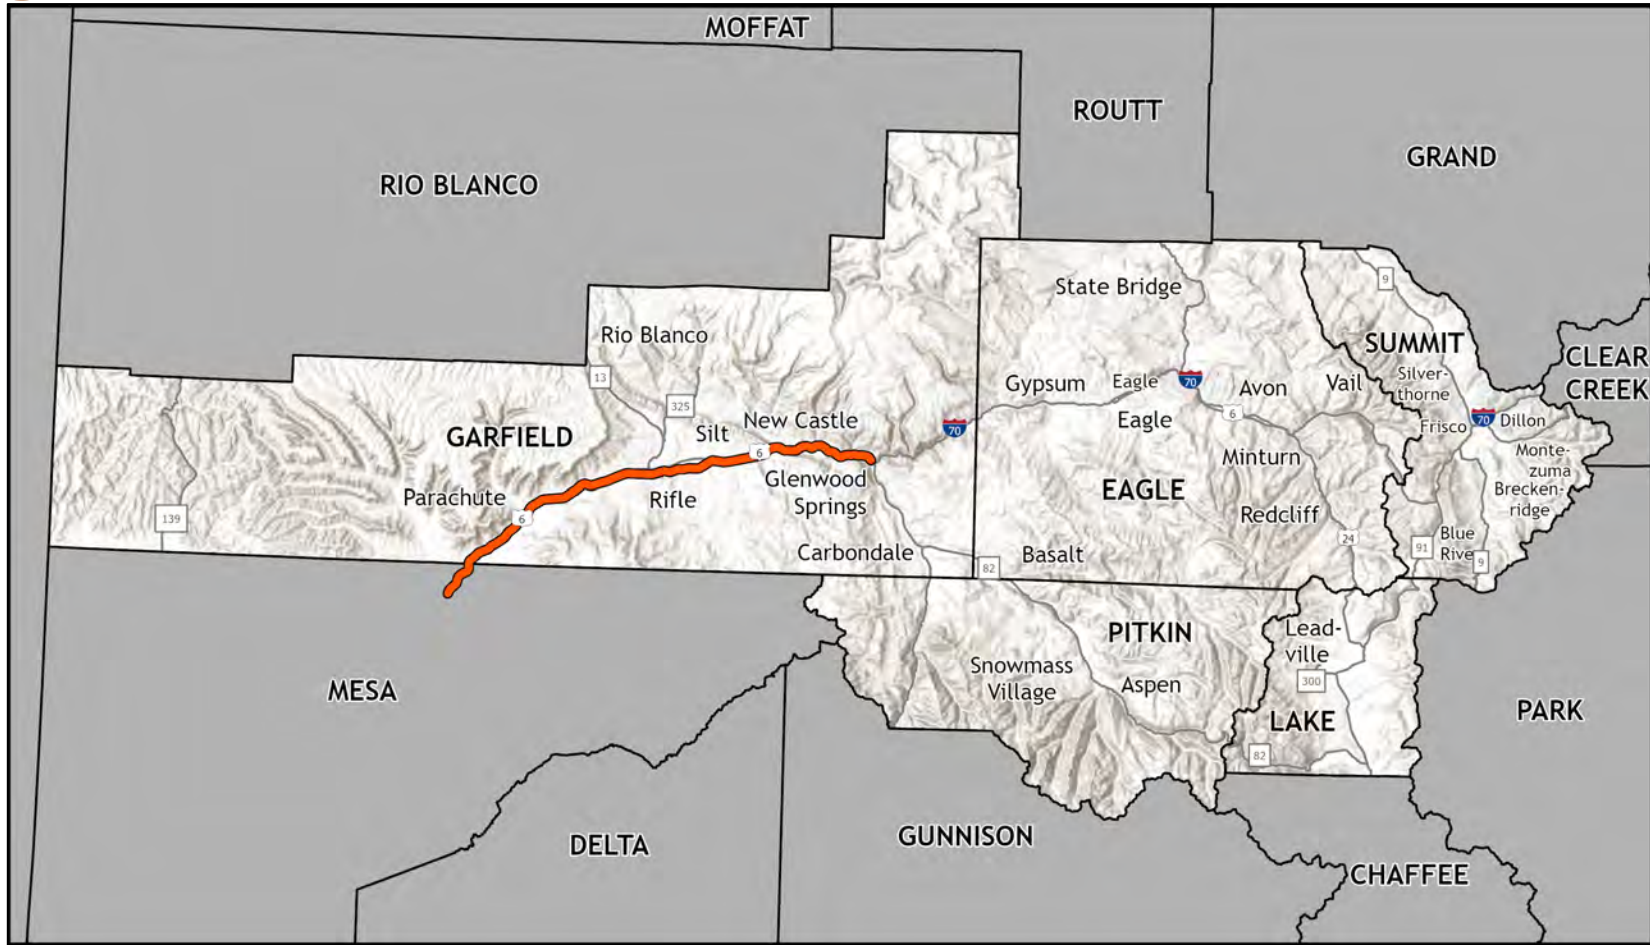 MOFFAT
ROUTT
GRAND
RIO BLANCO
State Bridge
9
Rio Blanco
SUMMIT
CLEAR
CREEK
13
Gypsum
Eagle
70
Avon
Vail
Silver-
thorne
325
New Castle
6
Eagle
70
Dillon
Frisco
GARFIELD
Silt
70
6
Minturn
Monte-
zuma
Parachute
Rifle
Glenwood
Springs
EAGLE
Brecken-
ridge
139
6
Redcliff
24
Blue
River
Carbondale
82
Basalt
91
9
PITKIN
Lead-
ville
MESA
Snowmass
Village
Aspen
300
LAKE
PARK
82
DELTA
GUNNISON
CHAFFEE